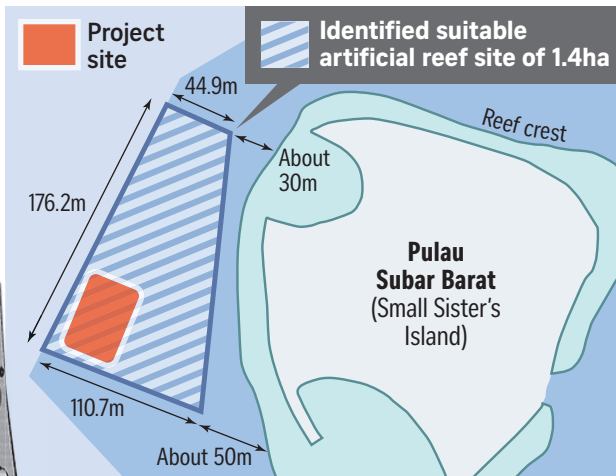 Project
site
Identified suitable
artificial reef site of 1.4ha
44.9m
Reef crest
About
30m
176.2m
Pulau
Subar Barat
(Small Sister's
Island)
110.7m
About 50m